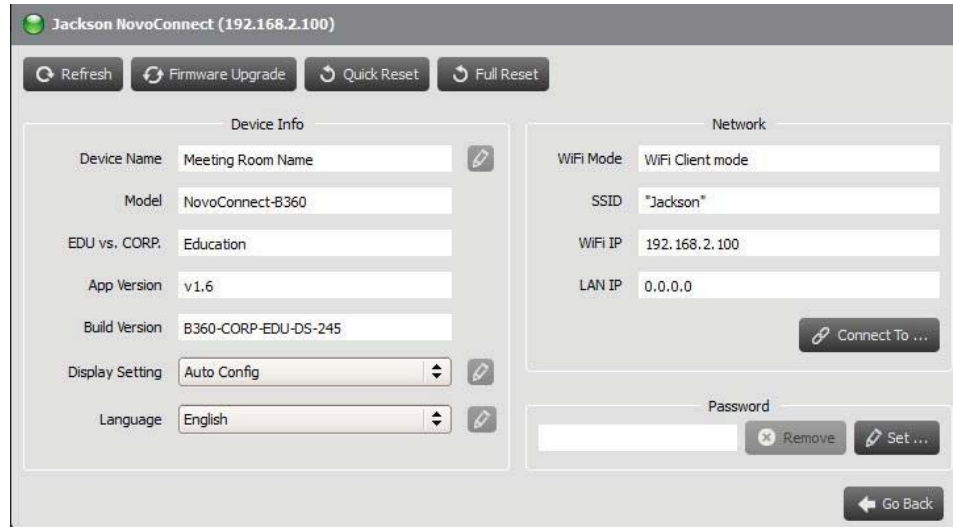 Jackson NovoConnect (192.168.2.100)
Refresh Firmware Upgrade Quick Reset Full Reset
Device Info
Device Name Meeting Room Name
Model NovoConnect-B360
EDU vs. CORP. Education
App Version v1.6
Build Version B360-CORP-EDU-DS-245
Display Setting Auto Config
Language English
Network
WiFi Mode WiFi Client mode
SSID "Jackson"
WiFi IP 192.168.2.100
LAN IP 0.0.0.0
Connect To ...
Password
Remove Set ...
Go Back